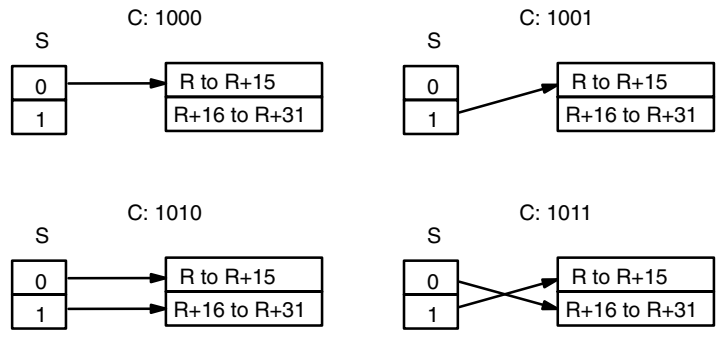 C: 1000
S
0
1
R to R+15
R+16 to R+31
C: 1001
S
0
1
R to R+15
R+16 to R+31
C: 1010
S
0
1
R to R+15
R+16 to R+31
C: 1011
S
0
1
R to R+15
R+16 to R+31